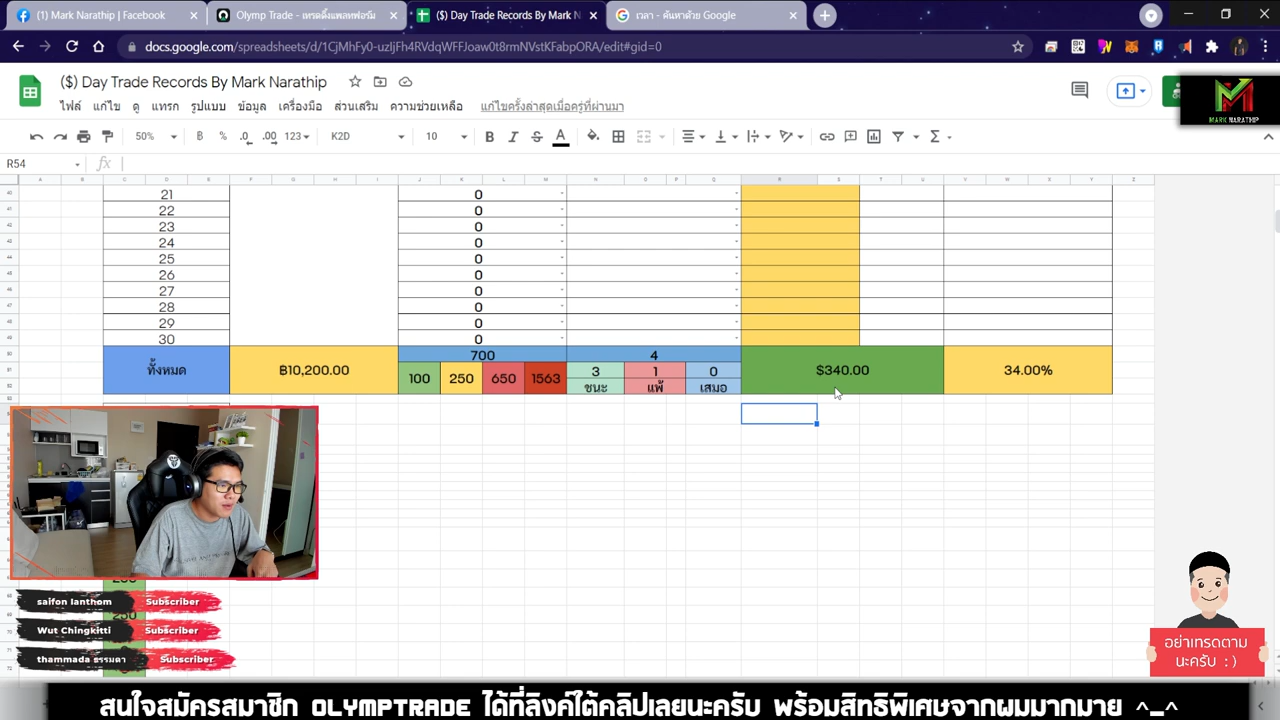 (1) Mark Narathip | Facebook
Olymp Trade - เทรดดิ้งแพลทฟอร์ม
($) Day Trade Records By Mark N
เวลา - ค้นหาด้วย Google
docs.google.com/spreadsheets/d/1CjMhFy0-uzIjFh4RVdqWFFJoaw0t8rmNVstKFabpORA/edit#gid=0
($) Day Trade Records By Mark Narathip
ไฟล์ แก้ไข ดู แทรก รูปแบบ ข้อมูล เครื่องมือ ส่วนเสริม ความช่วยเหลือ แก้ไขครั้งล่าสุดเมื่อครู่ที่ผ่านมา
MARK NARATHIP
50% ฿ % .0 .00 123 K2D 10 B I S A
R54 fx
21 0
22 0
23 0
24 0
25 0
26 0
27 0
28 0
29 0
30 0
ทั้งหมด ฿10,200.00 700 4 $340.00 34.00%
100 250 650 1563 3 1 0
ชนะ แพ้ เสมอ
250
saifon Ianthom Subscriber
Wut Chingkitti Subscriber
thammada ธรรมดา Subscriber
อย่าเทรดตาม
นะครับ : )
สนใจสมัครสมาชิก OLYMPTRADE ได้ที่ลิงค์ใต้คลิปเลยนะครับ พร้อมสิทธิพิเศษจากผมมากมาย ^_^